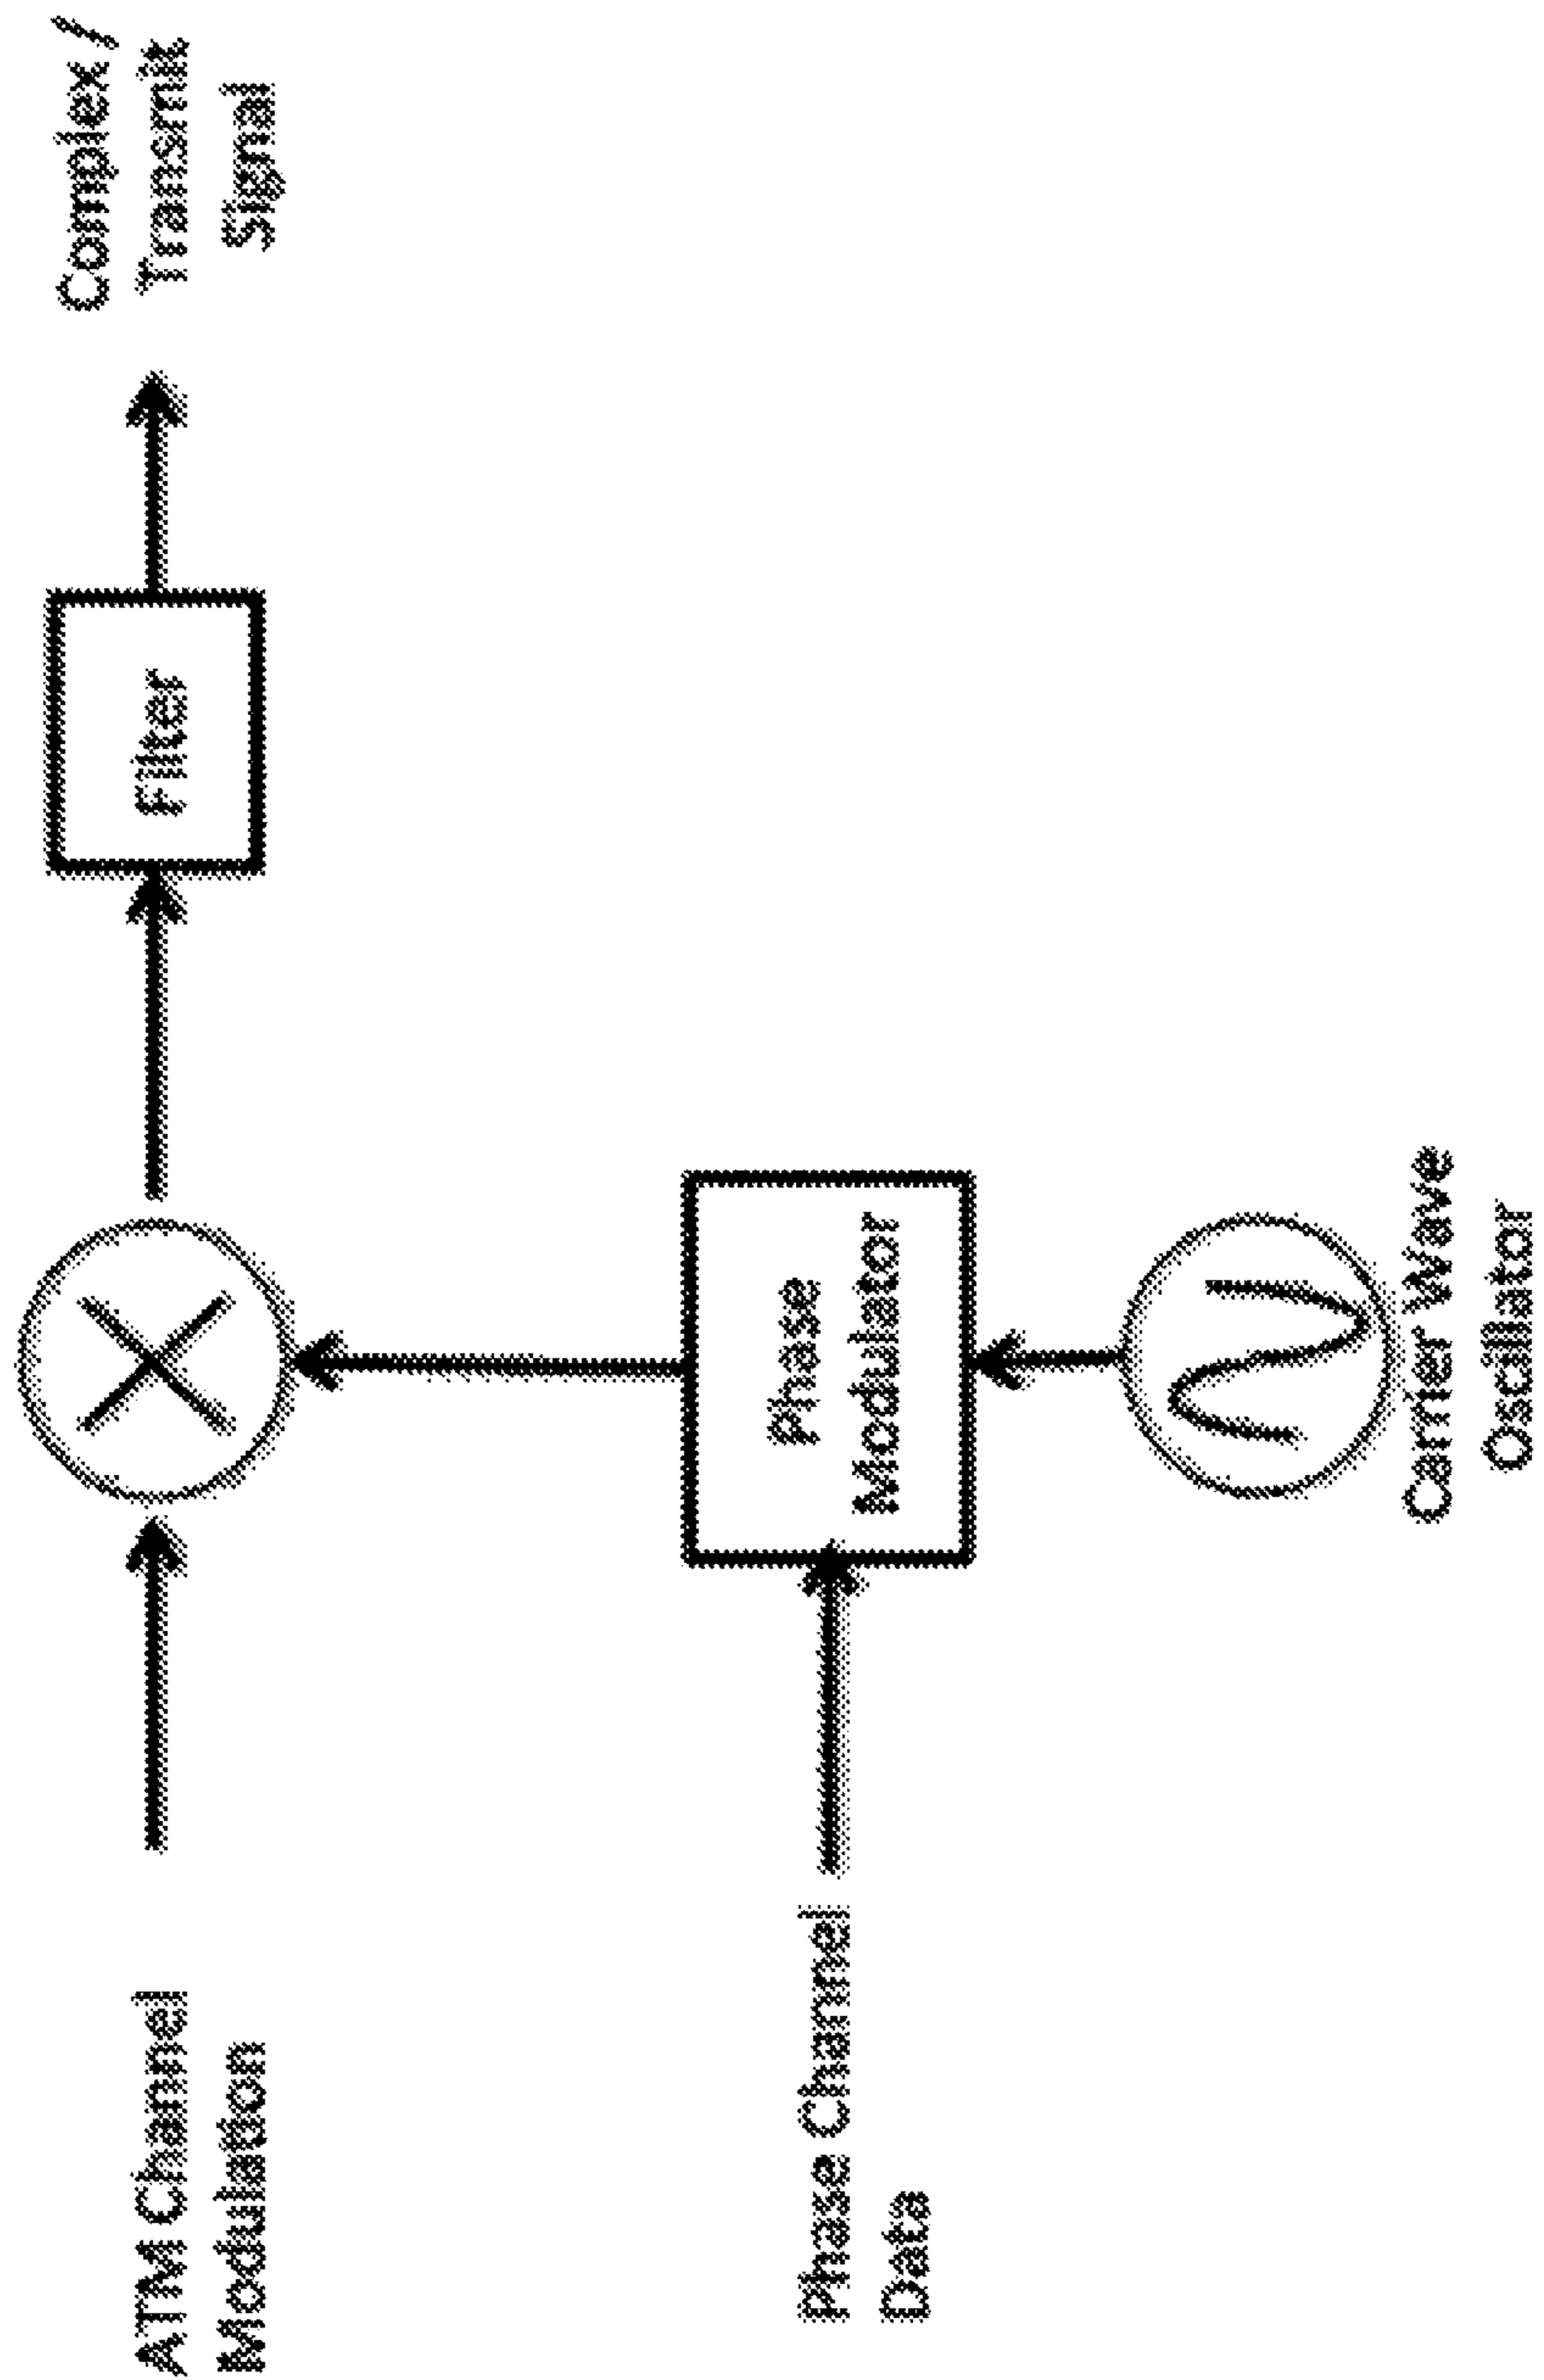 ATM Channel
Modulation
Filter
Complex /
Transmit
Signal
Phase Channel
Data
Phase
Modulator
Carrier Wave
Oscillator